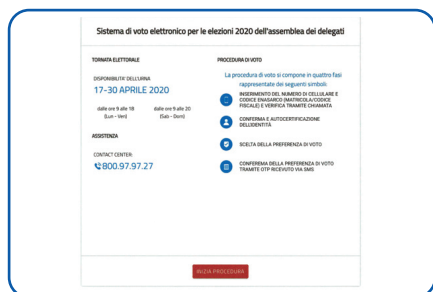 Sistema di voto elettronico per le elezioni 2020 dell'assemblea dei delegati
TORNATA ELETTORALE
DISPONIBILITA' DELL'URNA
17-30 APRILE 2020
dalle ore 9 alle 18
(Lun - Ven)
dalle ore 9 alle 20
(Sab - Dom)
ASSISTENZA
CONTACT CENTER:
800.97.97.27
PROCEDURA DI VOTO
La procedura di voto si compone in quattro fasi
rappresentate dei seguenti simboli:
INSERIMENTO DEL NUMERO DI CELLULARE E
CODICE ENASARCO (MATRICOLA/CODICE
FISCALE) E VERIFICA TRAMITE CHIAMATA
CONFERMA E AUTOCERTIFICAZIONE
DELL'IDENTITÀ
SCELTA DELLA PREFERENZA DI VOTO
CONFEREMA DELLA PREFERENZA DI VOTO
TRAMITE OTP RICEVUTO VIA SMS
INIZIA PROCEDURA